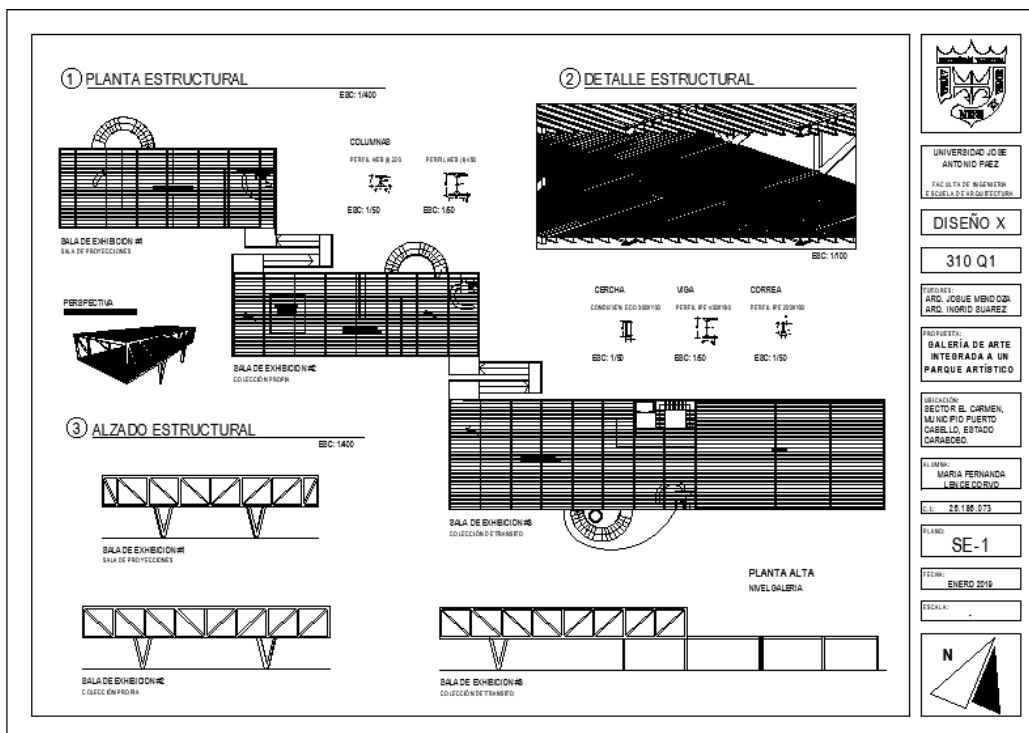 1 PLANTA ESTRUCTURAL
ESC: 1/400
COLUMNAS
ESC: 1/50
ESC: 1/50
SALA DE EXHIBICION #1
SALA DE PROYECCIONES
PERSPECTIVA
SALA DE EXHIBICION #2
COLECCIÓN PROPIA
SALA DE EXHIBICION #3
COLECCIÓN DE TRANSITO
PLANTA ALTA
NIVEL GALERIA
2 DETALLE ESTRUCTURAL
ESC: 1/100
CERCHA
VIGA
CORREA
ESC: 1/50
ESC: 1/50
ESC: 1/50
3 ALZADO ESTRUCTURAL
ESC: 1/400
SALA DE EXHIBICION #1
SALA DE PROYECCIONES
SALA DE EXHIBICION #2
COLECCIÓN PROPIA
SALA DE EXHIBICION #3
COLECCIÓN DE TRANSITO
UNIVERSIDAD JOSE
ANTONIO PAEZ
FACULTA DE INGENIERIA
ESCUELA DE ARQUITECTURA
DISEÑO X
310 Q1
TUTORES:
ARQ. JOSUE MENDOZA
ARQ. INGRID SUAREZ
PROPUESTA:
GALERÍA DE ARTE
INTEGRADA A UN
PARQUE ARTÍSTICO
UBICACIÓN:
SECTOR EL CARMEN,
MUNICIPIO PUERTO
CABELLO, ESTADO
CARABOBO.
ALUMNA:
MARIA FERNANDA
LENCE CORVO
C.I.: 26.186.073
PLANO:
SE-1
FECHA:
ENERO 2019
ESCALA:
-
N